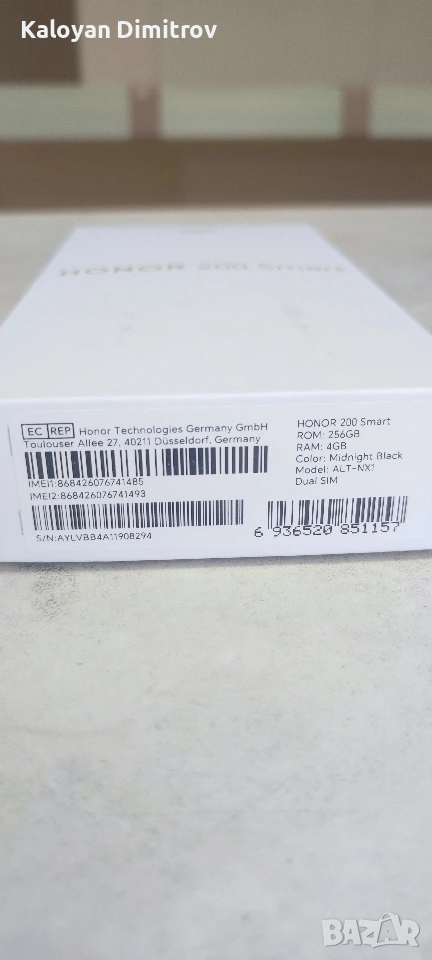 Kaloyan Dimitrov
HONOR 200 Smart
EC REP Honor Technologies Germany GmbH
Toulouser Allee 27, 40211 Düsseldorf, Germany
IMEI1:868426076741485
IMEI2:868426076741493
S/N:AYLVBB4A11908294
HONOR 200 Smart
ROM: 256GB
RAM: 4GB
Color: Midnight Black
Model: ALT-NX1
Dual SIM
6 936520 851157
BAZAR